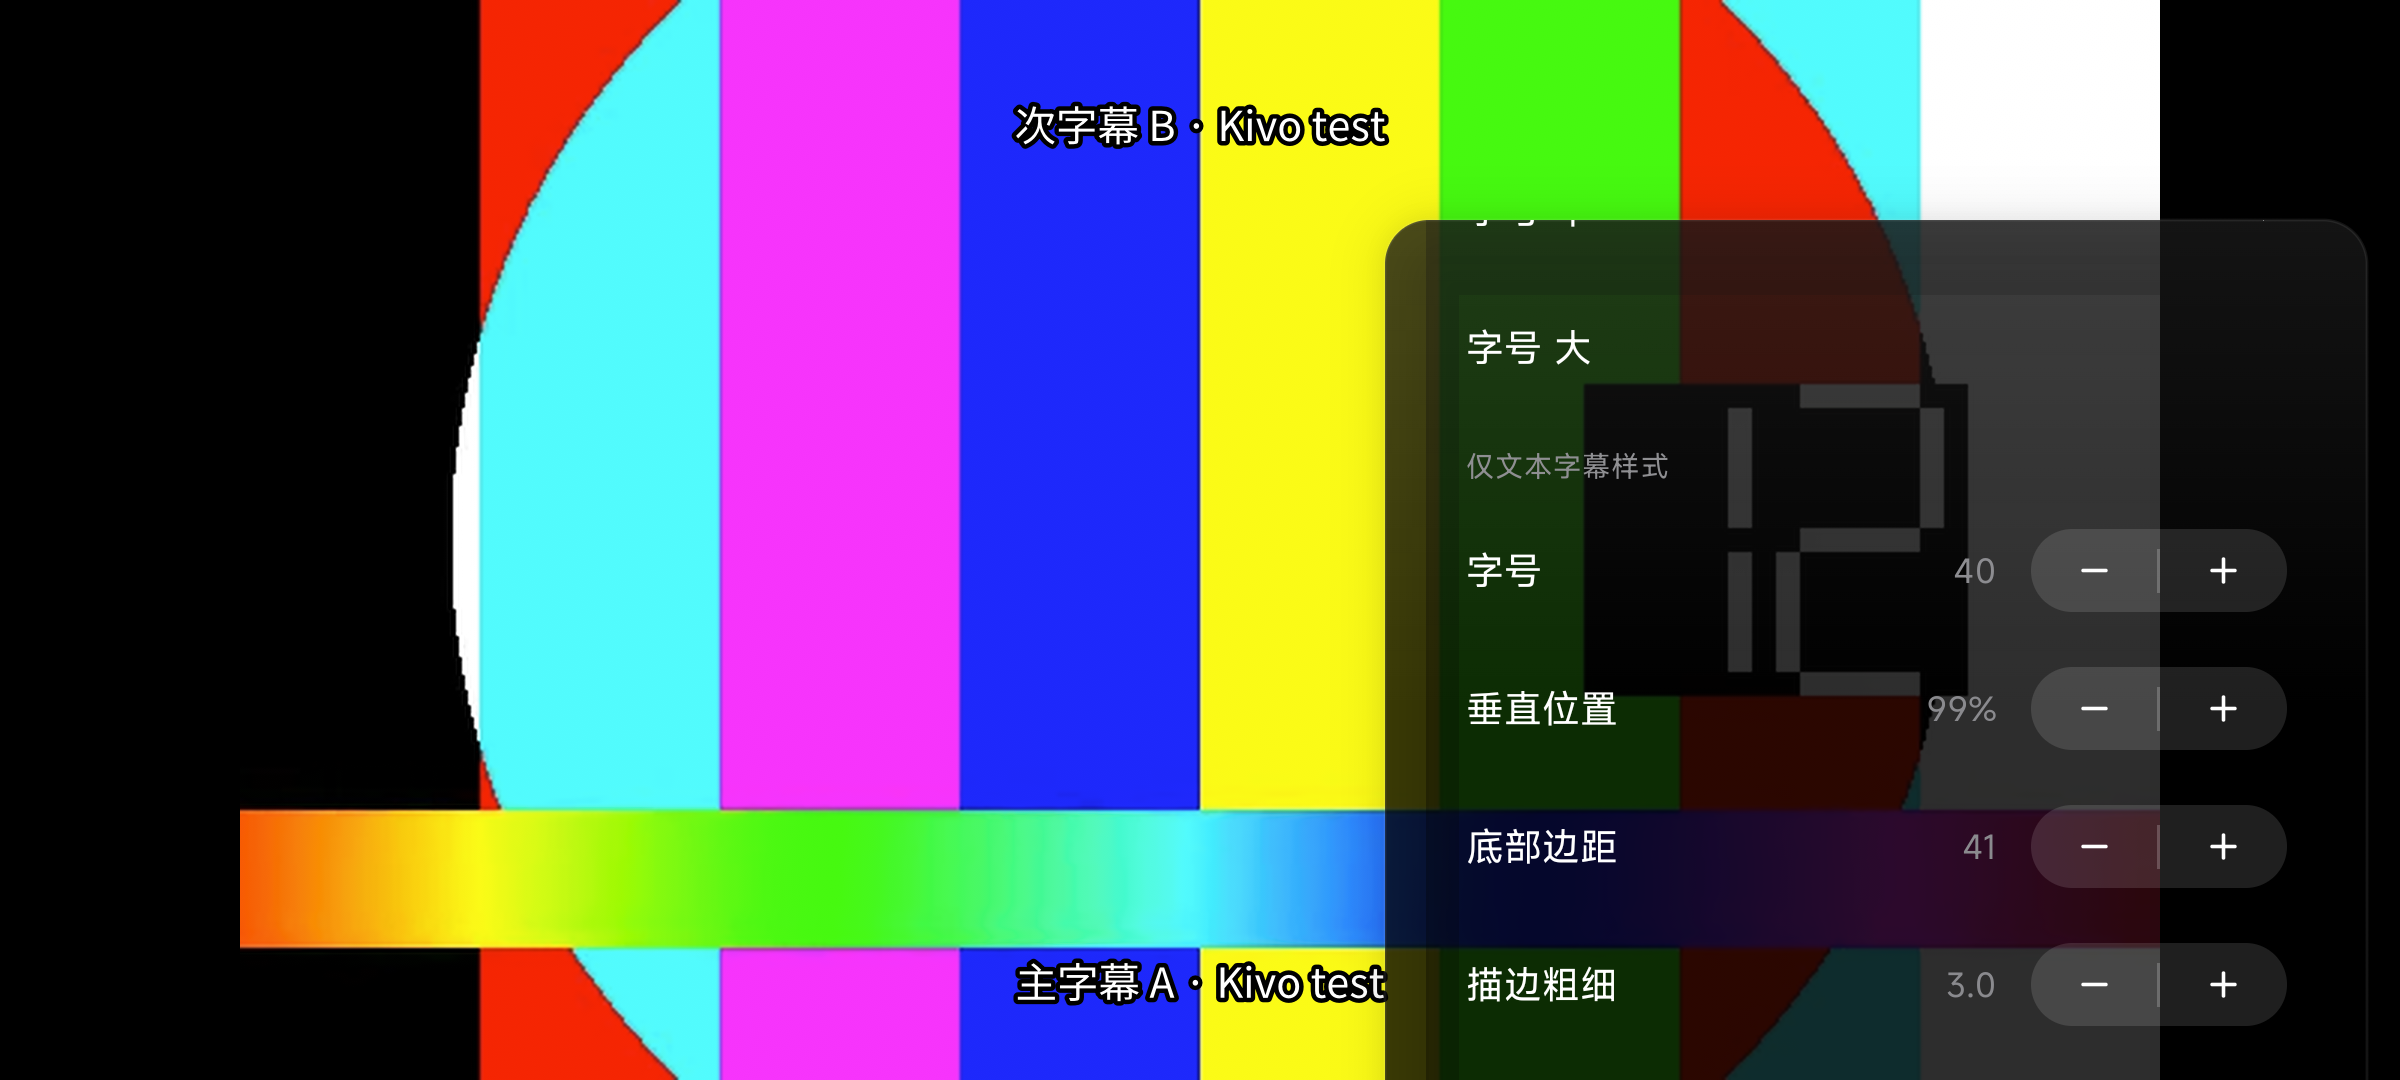 次字幕 B · Kivo test
字号 大
仅文本字幕样式
字号 40 − +
垂直位置 99% − +
底部边距 41 − +
主字幕 A · Kivo test
描边粗细 3.0 − +
12